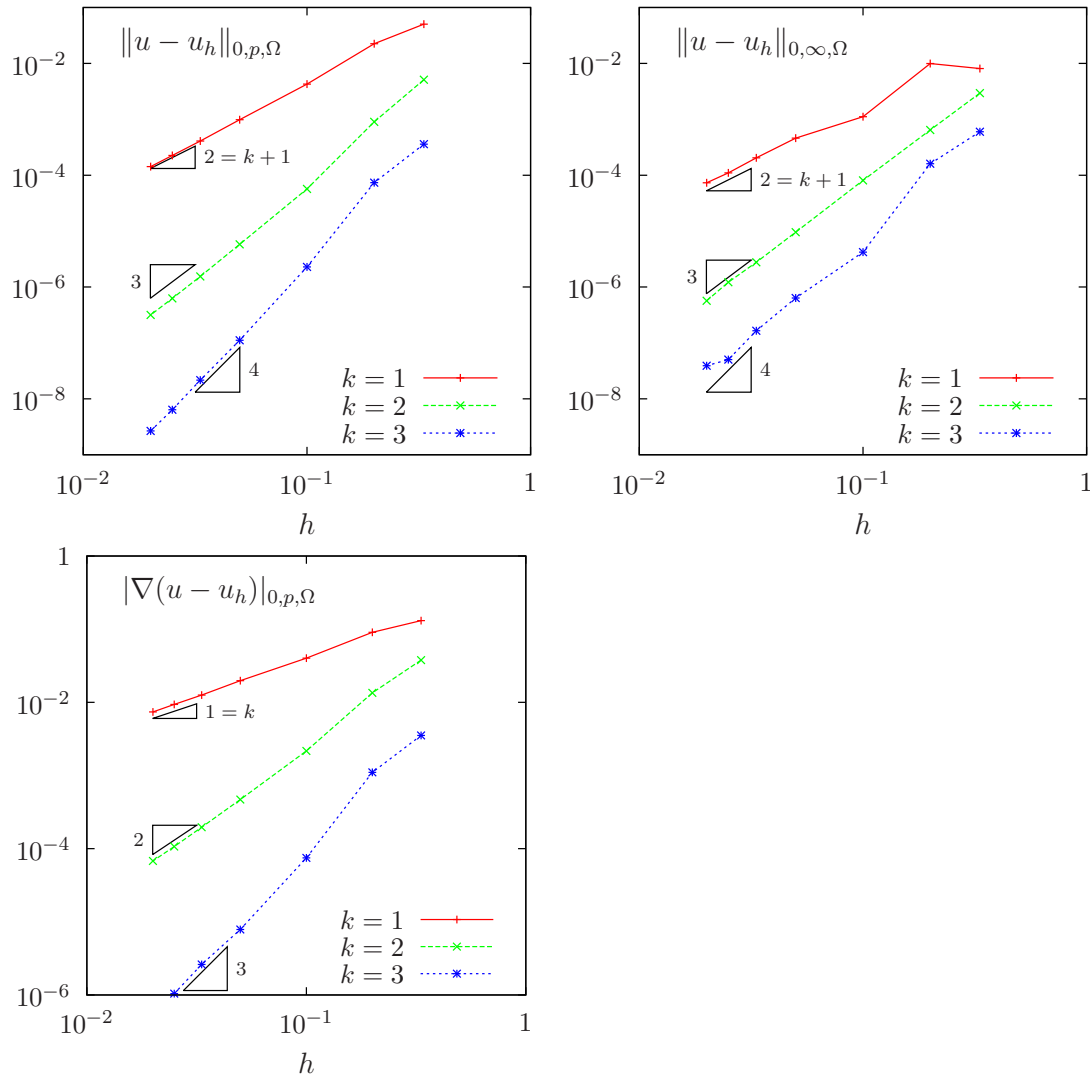 ‖u − u_h‖_{0,p,Ω}
10^{−2}
10^{−4}
10^{−6}
10^{−8}
2 = k + 1
3
4
k = 1
k = 2
k = 3
10^{−2} 10^{−1} 1
h
‖u − u_h‖_{0,∞,Ω}
10^{−2}
10^{−4}
10^{−6}
10^{−8}
2 = k + 1
3
4
k = 1
k = 2
k = 3
10^{−2} 10^{−1} 1
h
|∇(u − u_h)|_{0,p,Ω}
1
10^{−2}
10^{−4}
10^{−6}
1 = k
2
3
k = 1
k = 2
k = 3
10^{−2} 10^{−1} 1
h